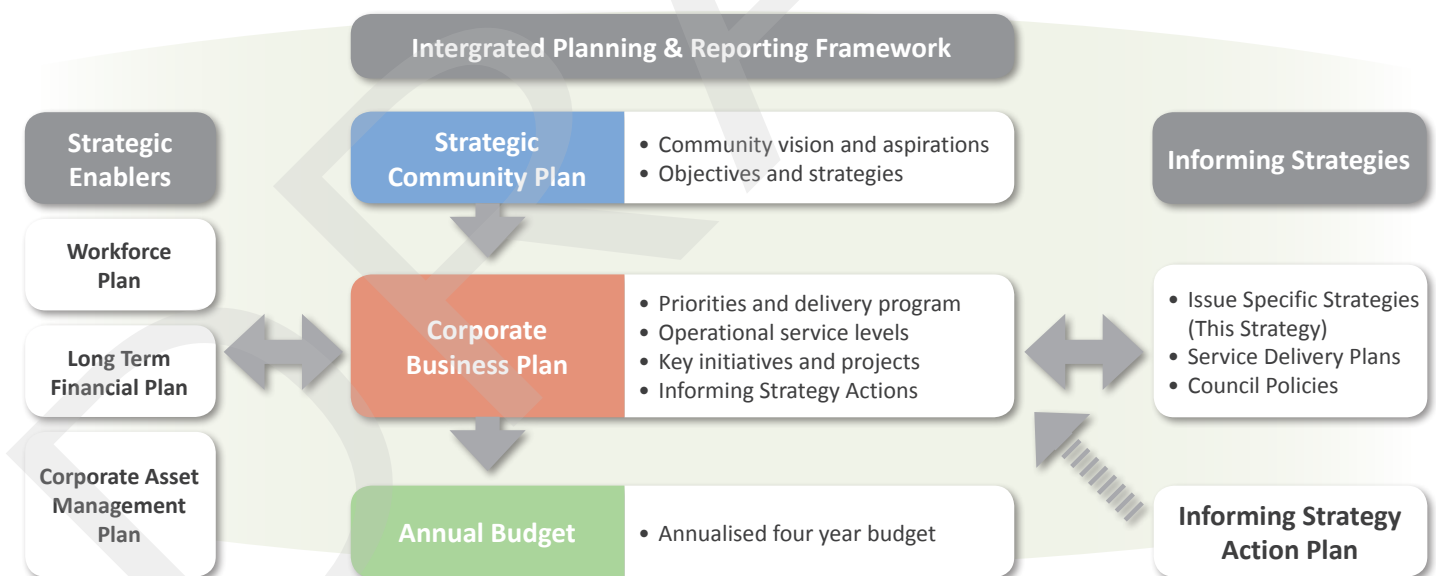 Intergrated Planning & Reporting Framework
Strategic
Enablers
Workforce
Plan
Long Term
Financial Plan
Corporate Asset
Management
Plan
Strategic
Community Plan
• Community vision and aspirations
• Objectives and strategies
Corporate
Business Plan
• Priorities and delivery program
• Operational service levels
• Key initiatives and projects
• Informing Strategy Actions
Annual Budget
• Annualised four year budget
Informing Strategies
• Issue Specific Strategies
(This Strategy)
• Service Delivery Plans
• Council Policies
Informing Strategy
Action Plan